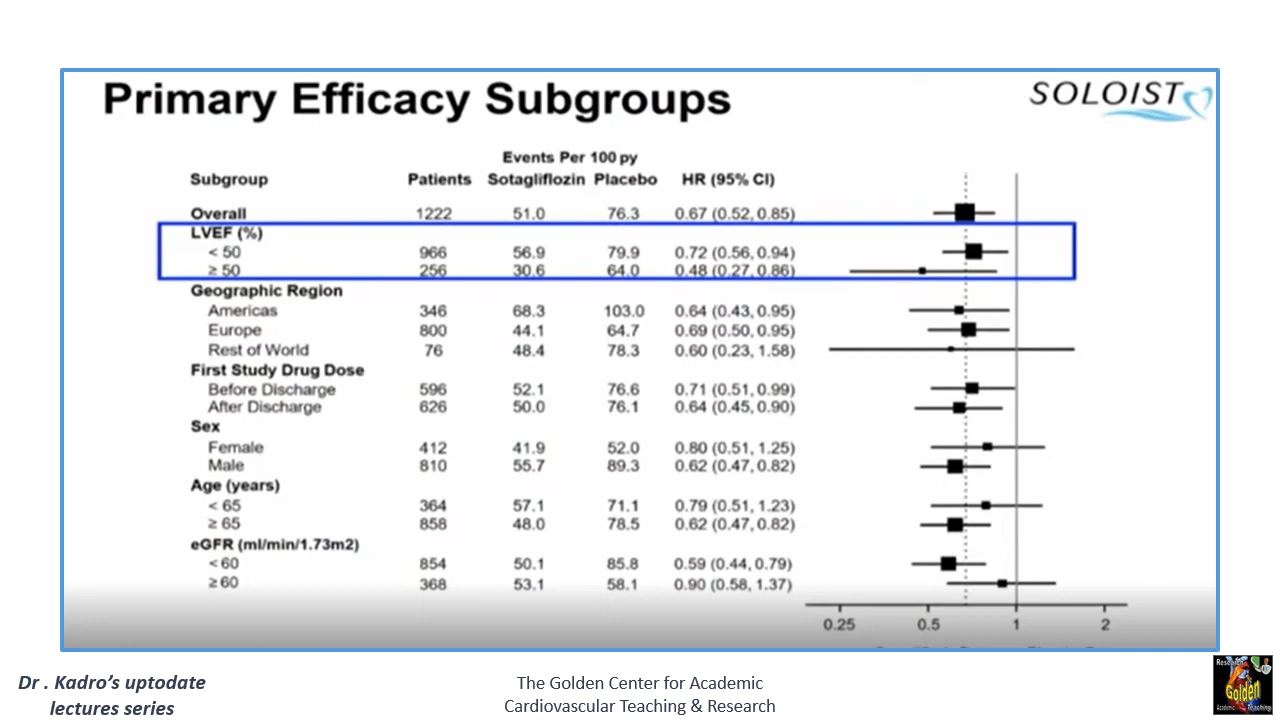 Primary Efficacy Subgroups
SOLOIST
Events Per 100 py
Subgroup Patients Sotagliflozin Placebo HR (95% CI)
Overall 1222 51.0 76.3 0.67 (0.52, 0.85)
LVEF (%)
< 50 966 56.9 79.9 0.72 (0.56, 0.94)
≥ 50 256 30.6 64.0 0.48 (0.27, 0.86)
Geographic Region
Americas 346 68.3 103.0 0.64 (0.43, 0.95)
Europe 800 44.1 64.7 0.69 (0.50, 0.95)
Rest of World 76 48.4 78.3 0.60 (0.23, 1.58)
First Study Drug Dose
Before Discharge 596 52.1 76.6 0.71 (0.51, 0.99)
After Discharge 626 50.0 76.1 0.64 (0.45, 0.90)
Sex
Female 412 41.9 52.0 0.80 (0.51, 1.25)
Male 810 55.7 89.3 0.62 (0.47, 0.82)
Age (years)
< 65 364 57.1 71.1 0.79 (0.51, 1.23)
≥ 65 858 48.0 78.5 0.62 (0.47, 0.82)
eGFR (ml/min/1.73m2)
<60 854 50.1 85.8 0.59 (0.44, 0.79)
≥60 368 53.1 58.1 0.90 (0.58, 1.37)
0.25 0.5 1 2
Dr . Kadro's uptodate
lectures series
The Golden Center for Academic
Cardiovascular Teaching & Research
Research
Golden
Academic Teaching